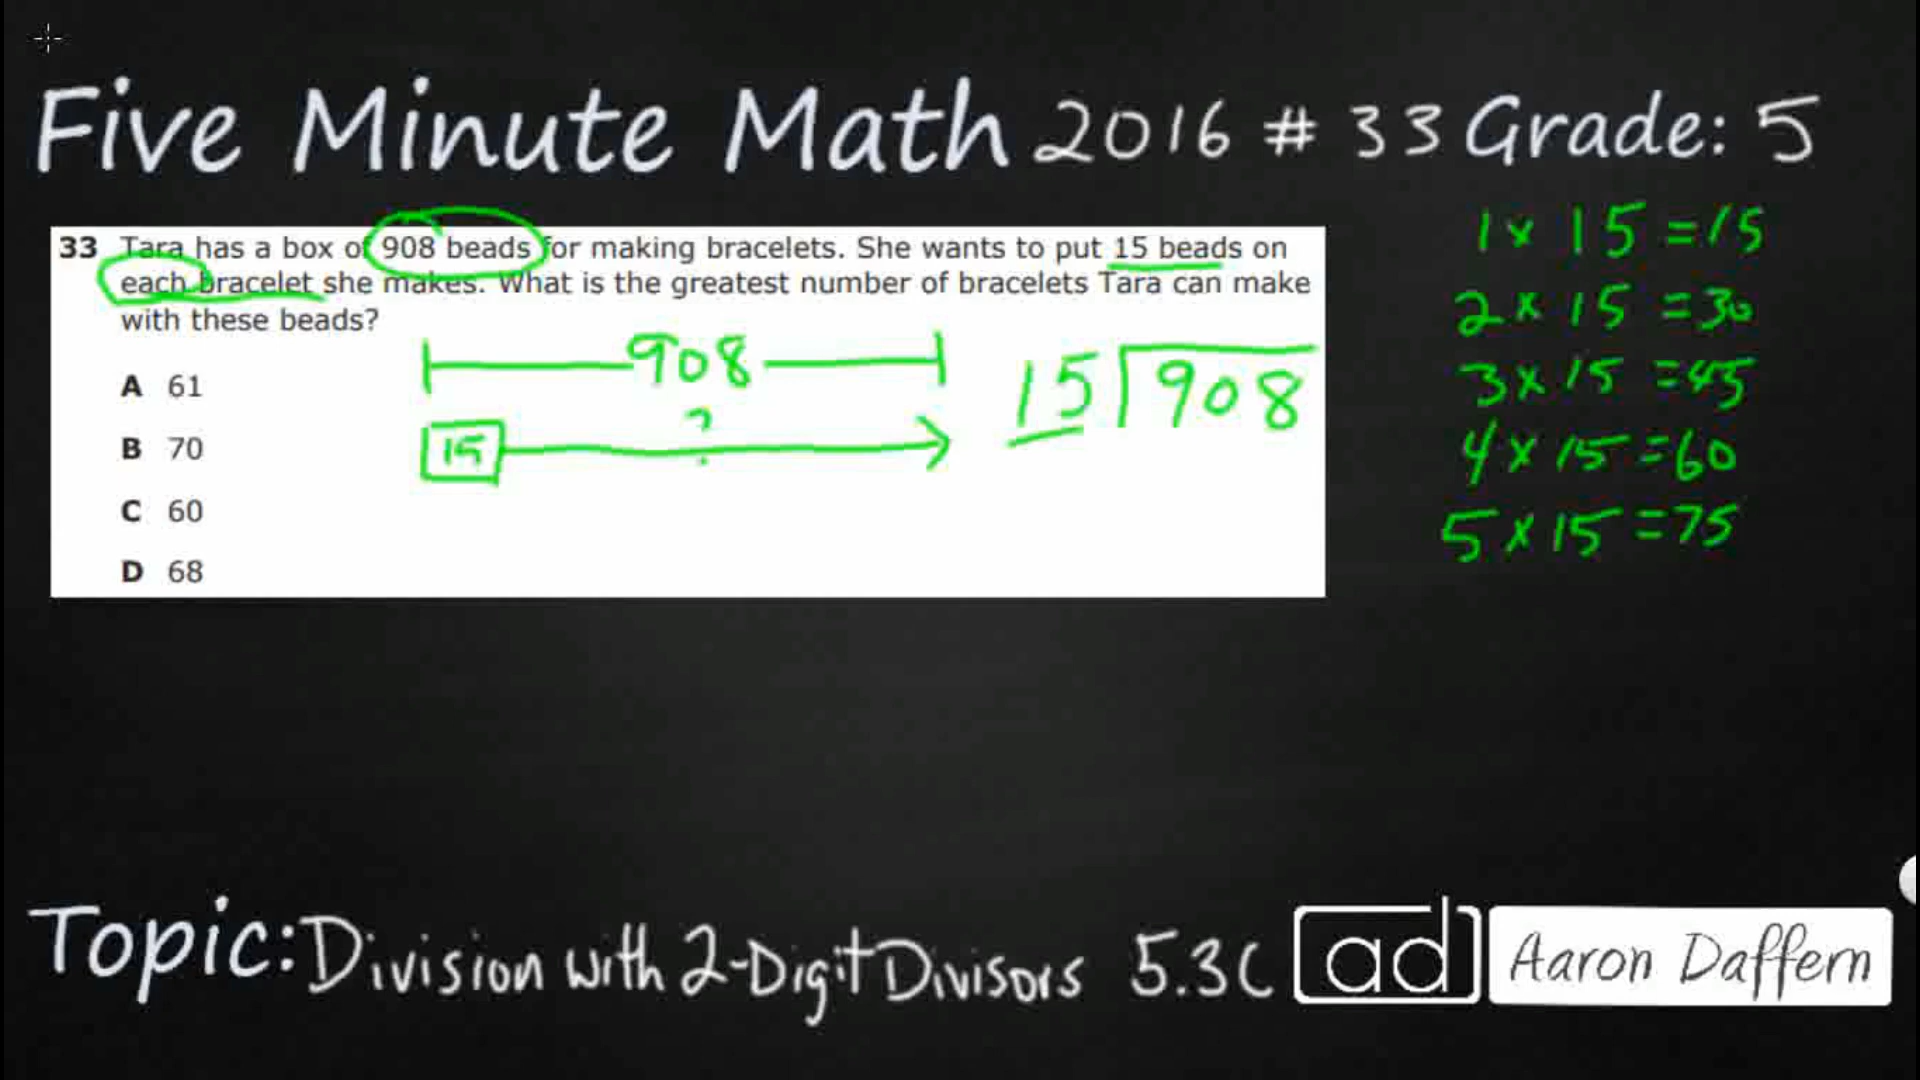 Five Minute Math 2016 # 33 Grade: 5
33 Tara has a box of 908 beads for making bracelets. She wants to put 15 beads on
each bracelet she makes. What is the greatest number of bracelets Tara can make
with these beads?
A 61
B 70
C 60
D 68
908
15 ?
15 908
1 x 15 = 15
2 x 15 = 30
3 x 15 = 45
4 x 15 = 60
5 x 15 = 75
Topic: Division with 2-Digit Divisors 5.3C
ad Aaron Daffern